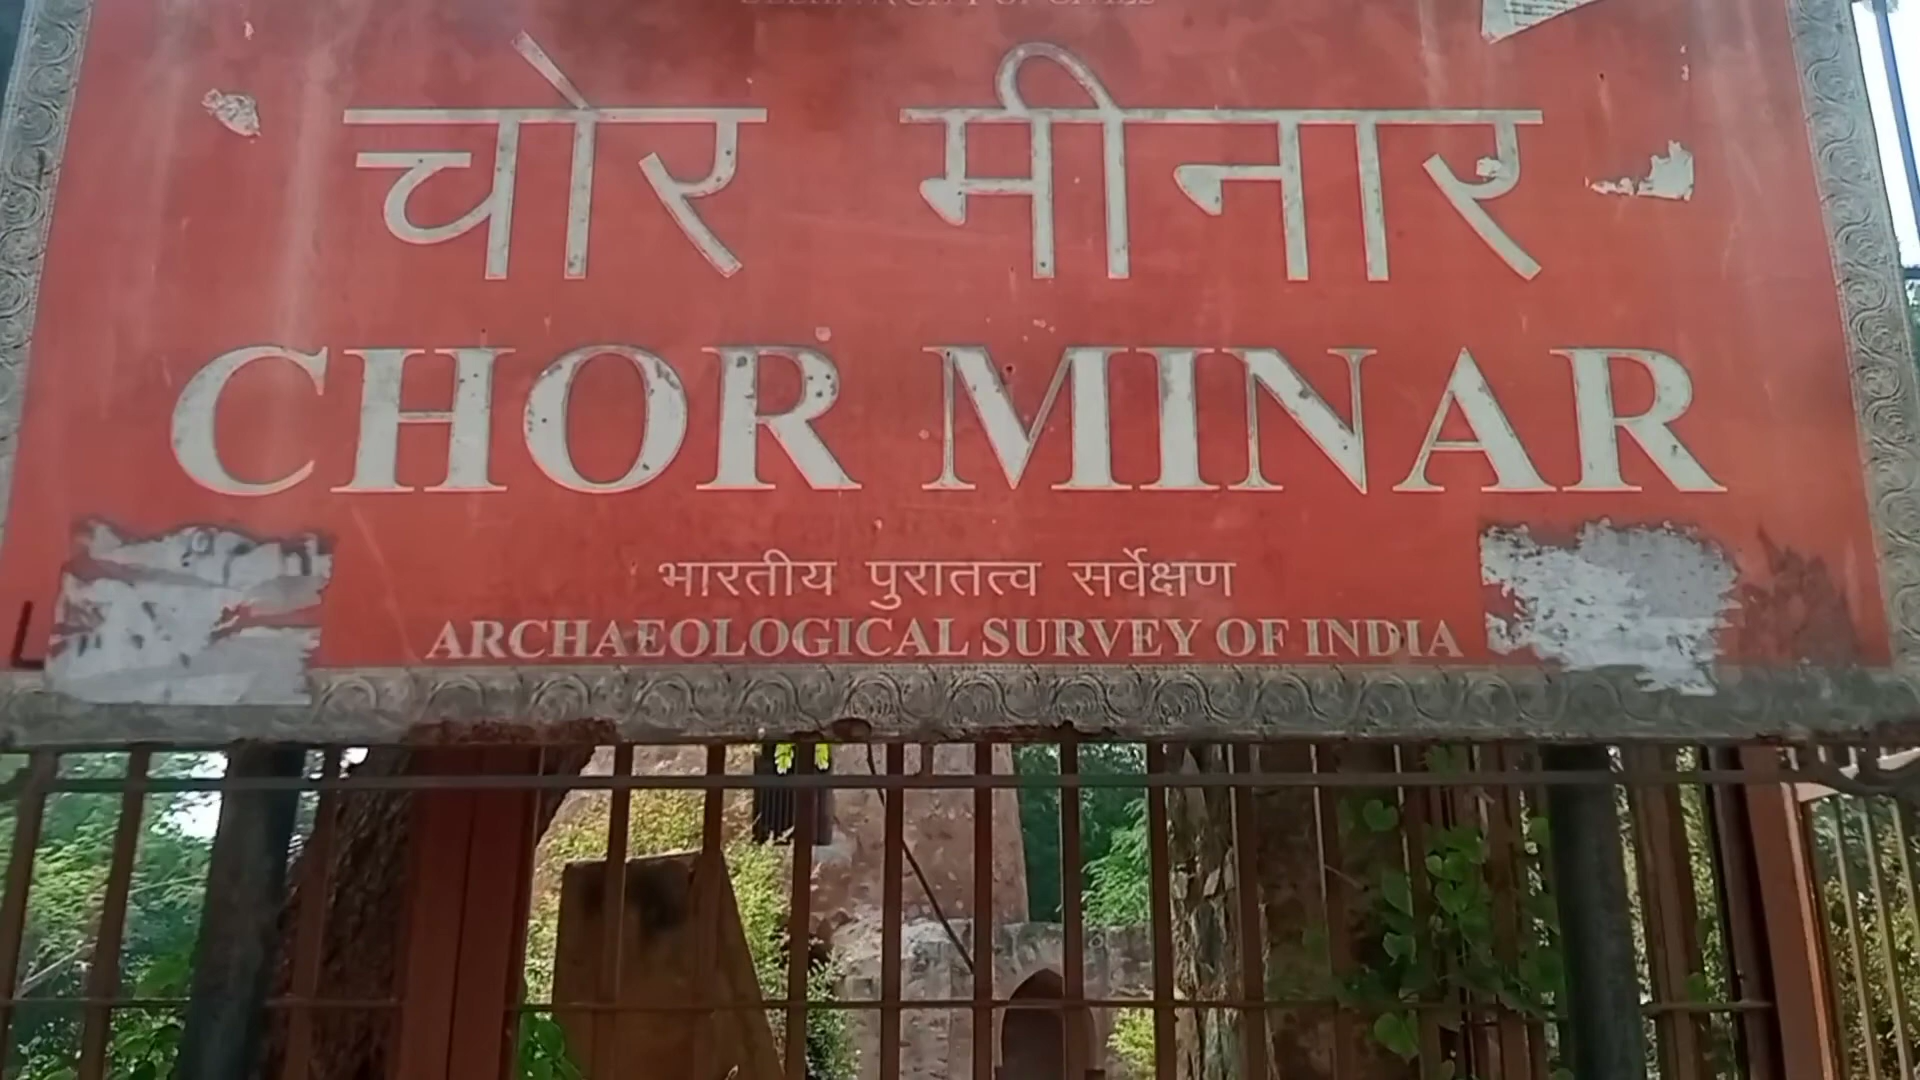 चोर मीनार
CHOR MINAR
भारतीय पुरातत्व सर्वेक्षण
ARCHAEOLOGICAL SURVEY OF INDIA